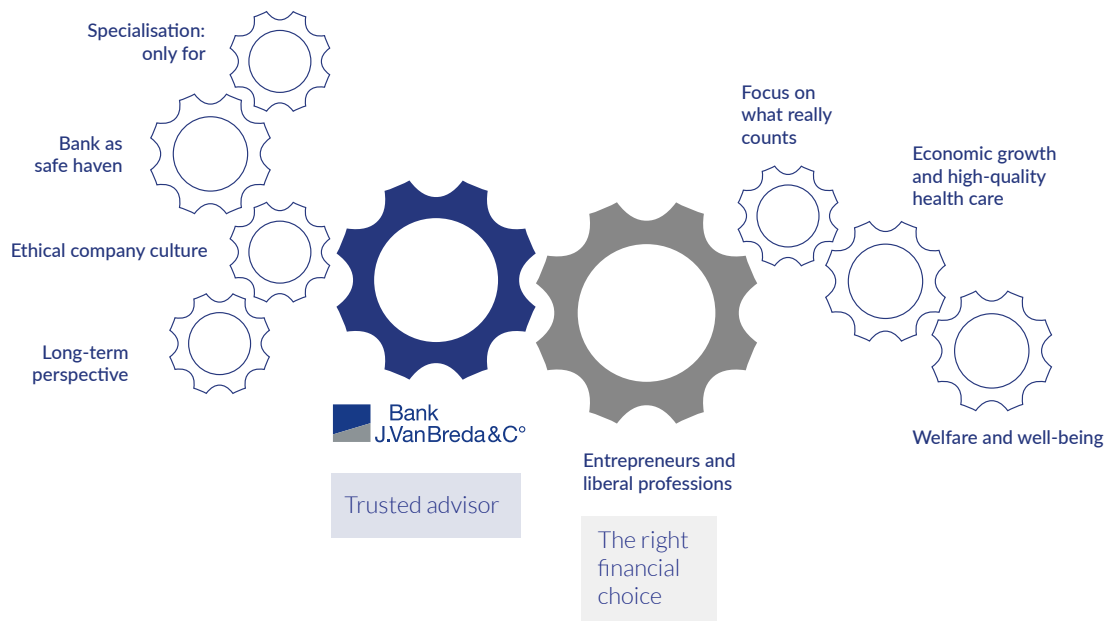 Specialisation:
only for
Bank as
safe haven
Ethical company culture
Long-term
perspective
Bank
J.VanBreda&C°
Trusted advisor
Entrepreneurs and
liberal professions
The right
financial
choice
Focus on
what really
counts
Economic growth
and high-quality
health care
Welfare and well-being